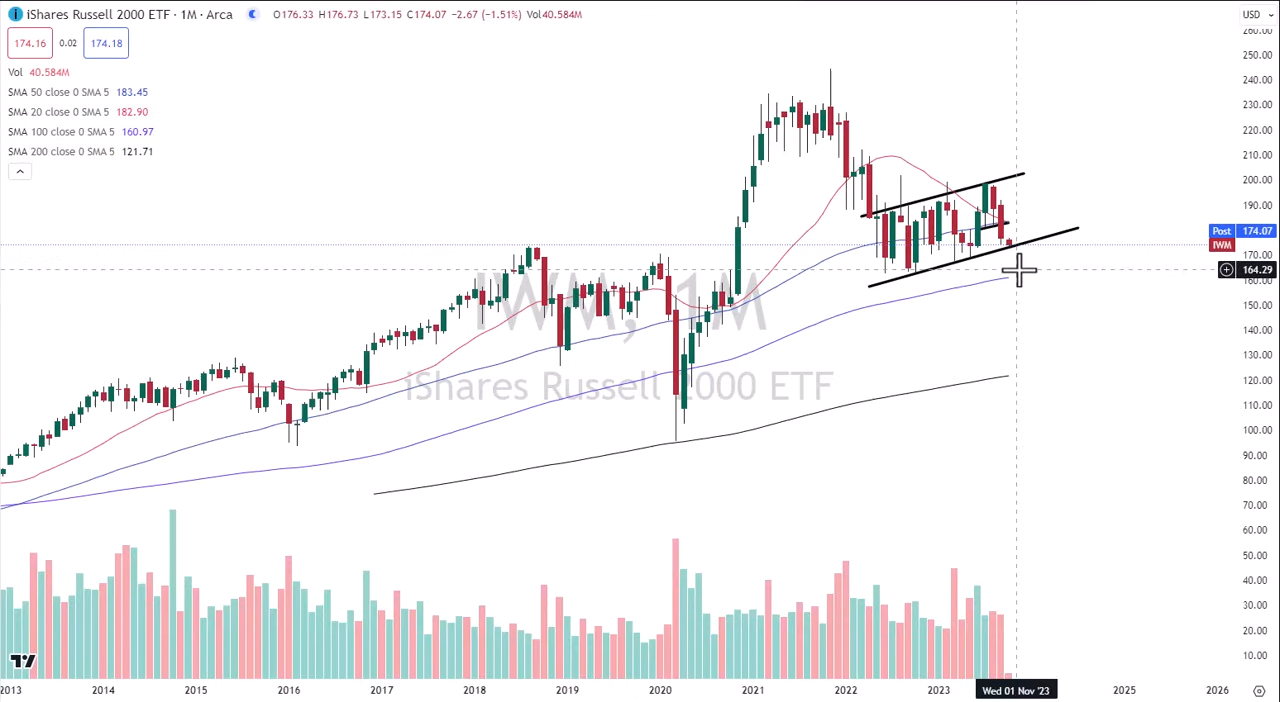 iShares Russell 2000 ETF · 1M · Arca O176.33 H176.73 L173.15 C174.07 −2.67 (−1.51%) Vol40.584M
USD
174.16 0.02 174.18
Vol 40.584M
SMA 50 close 0 SMA 5 183.45
SMA 20 close 0 SMA 5 182.90
SMA 100 close 0 SMA 5 160.97
SMA 200 close 0 SMA 5 121.71
IWM, 1M
iShares Russell 2000 ETF
260.00
250.00
240.00
230.00
220.00
210.00
200.00
190.00
Post 174.07
IWM
170.00
164.29
160.00
150.00
140.00
130.00
120.00
110.00
100.00
90.00
80.00
70.00
60.00
50.00
40.00
30.00
20.00
10.00
2013 2014 2015 2016 2017 2018 2019 2020 2021 2022 2023 Wed 01 Nov '23 2025 2026